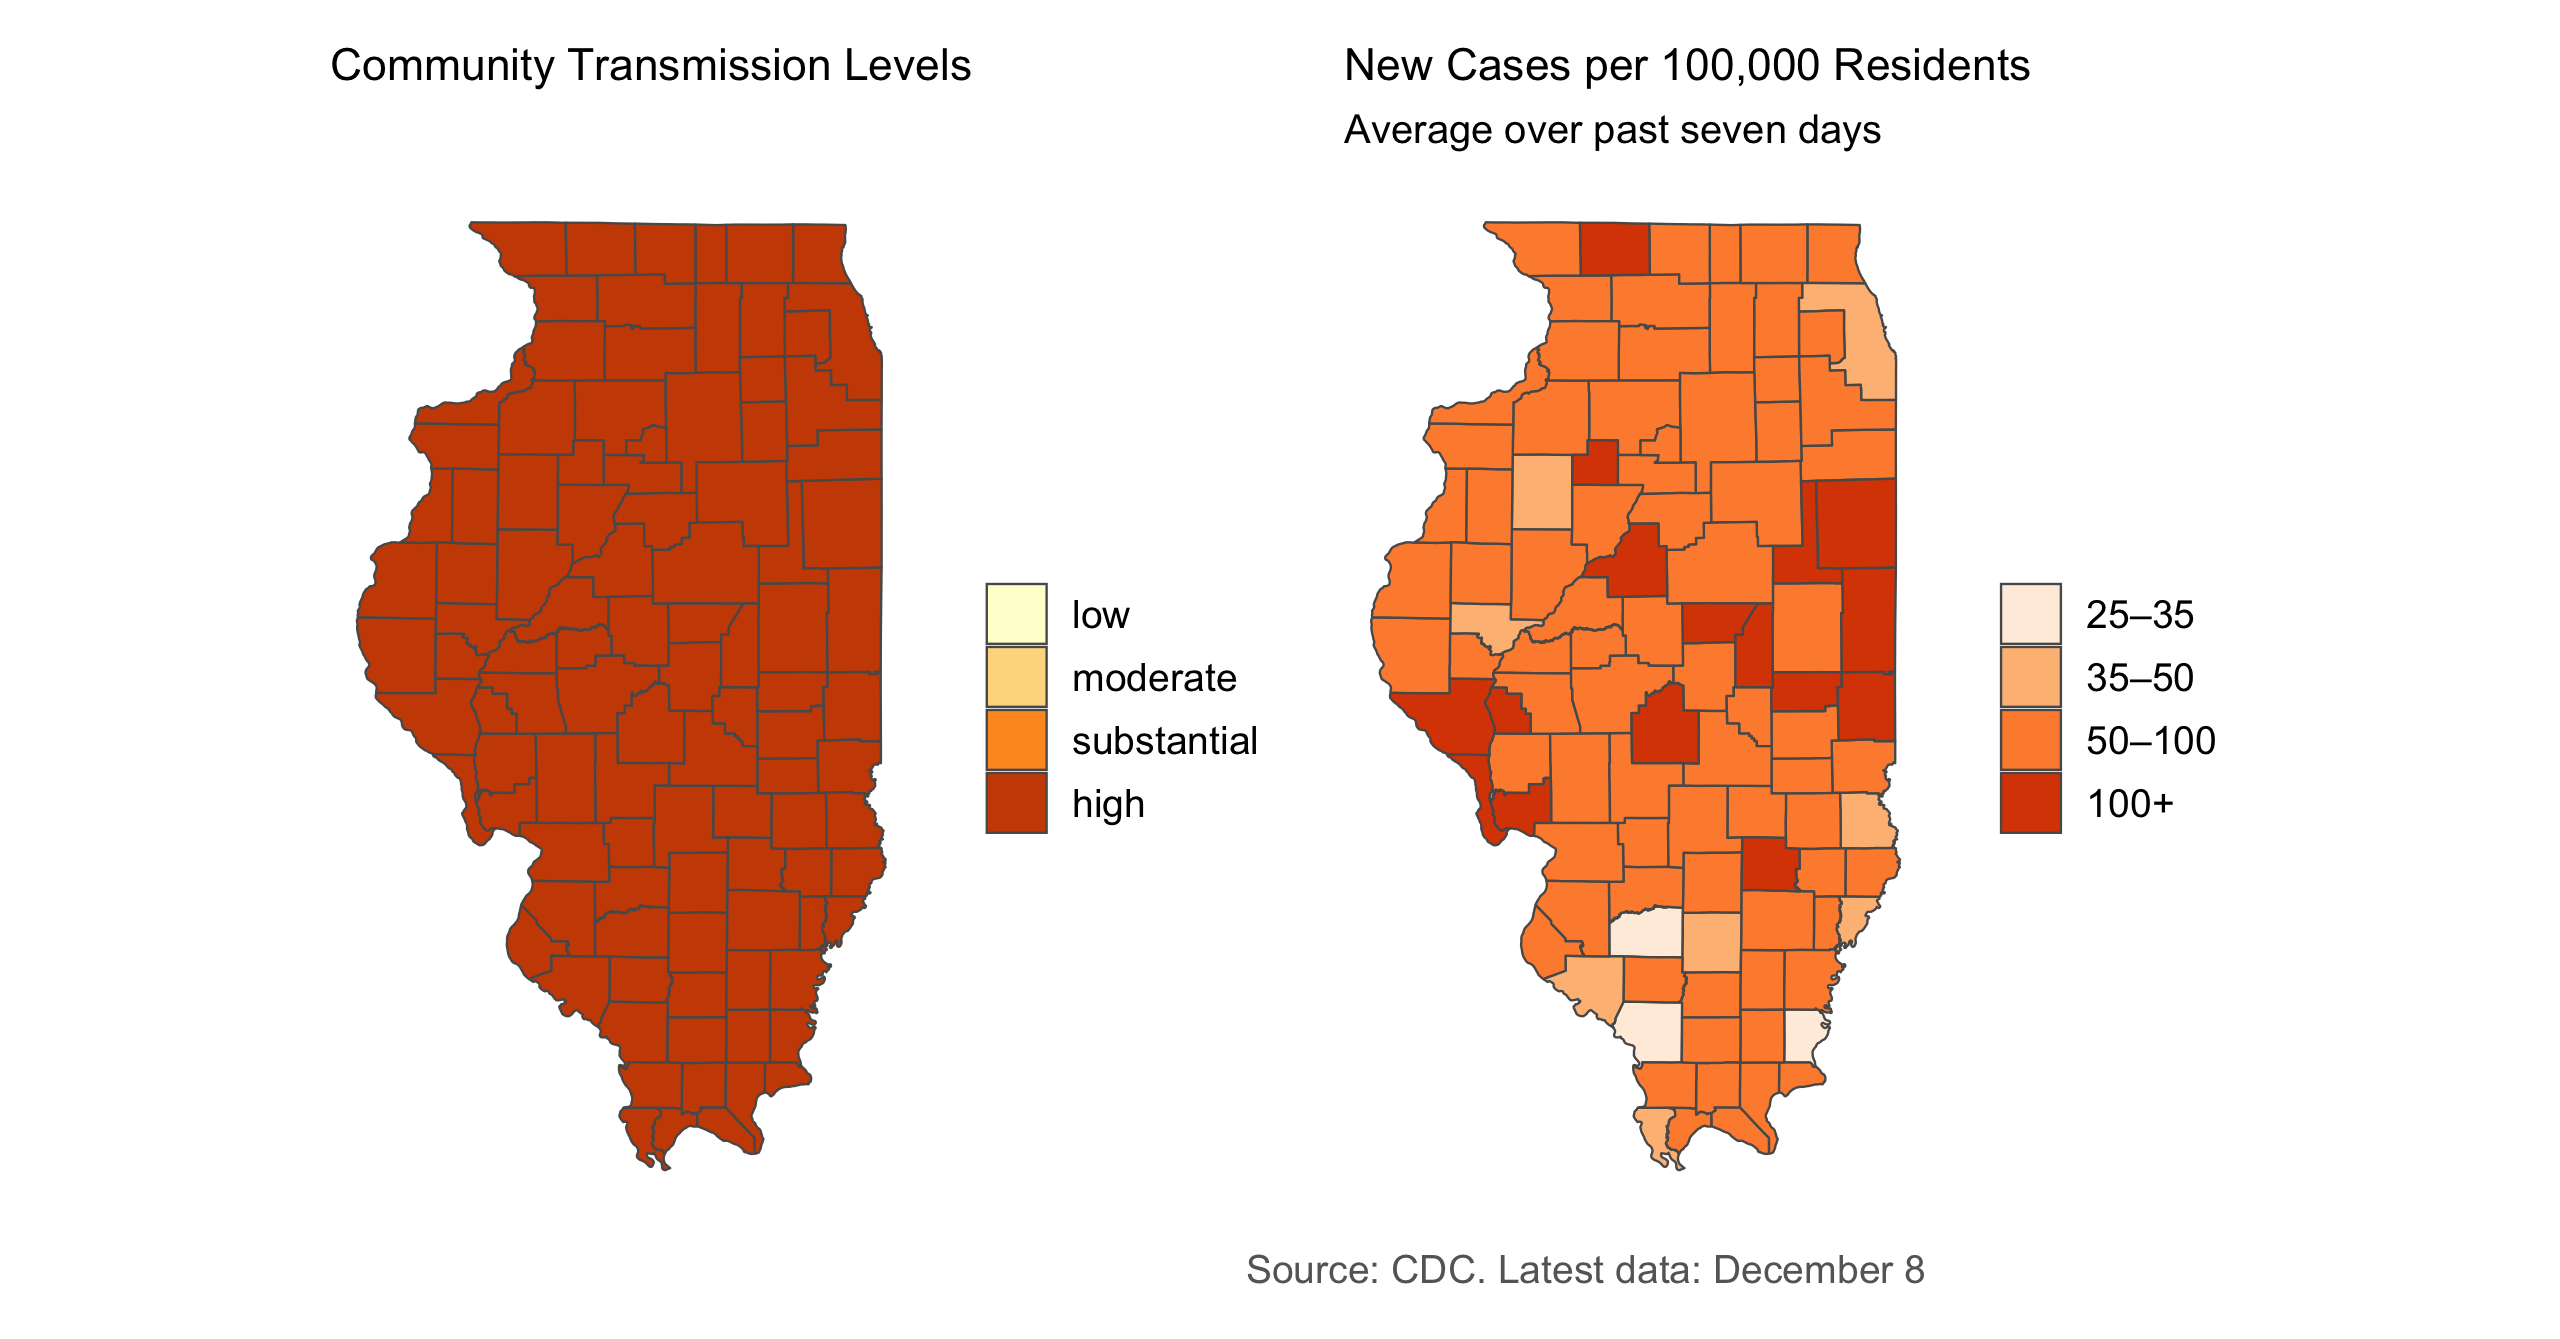 Community Transmission Levels
low
moderate
substantial
high
New Cases per 100,000 Residents
Average over past seven days
25–35
35–50
50–100
100+
Source: CDC. Latest data: December 8